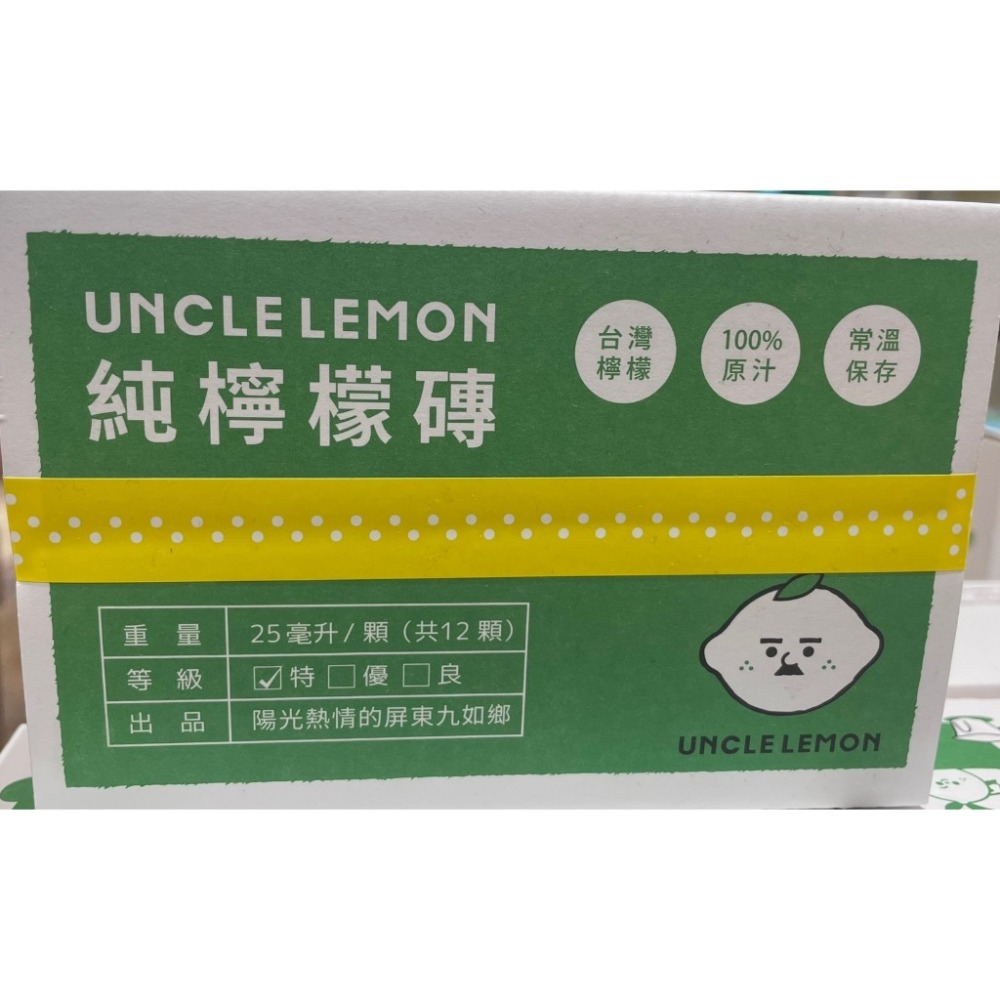 UNCLE LEMON
純檸檬磚
台灣
檸檬
100%
原汁
常溫
保存
重量 25毫升/顆（共12顆）
等級 ☑特☐優☐良
出品 陽光熱情的屏東九如鄉
UNCLE LEMON